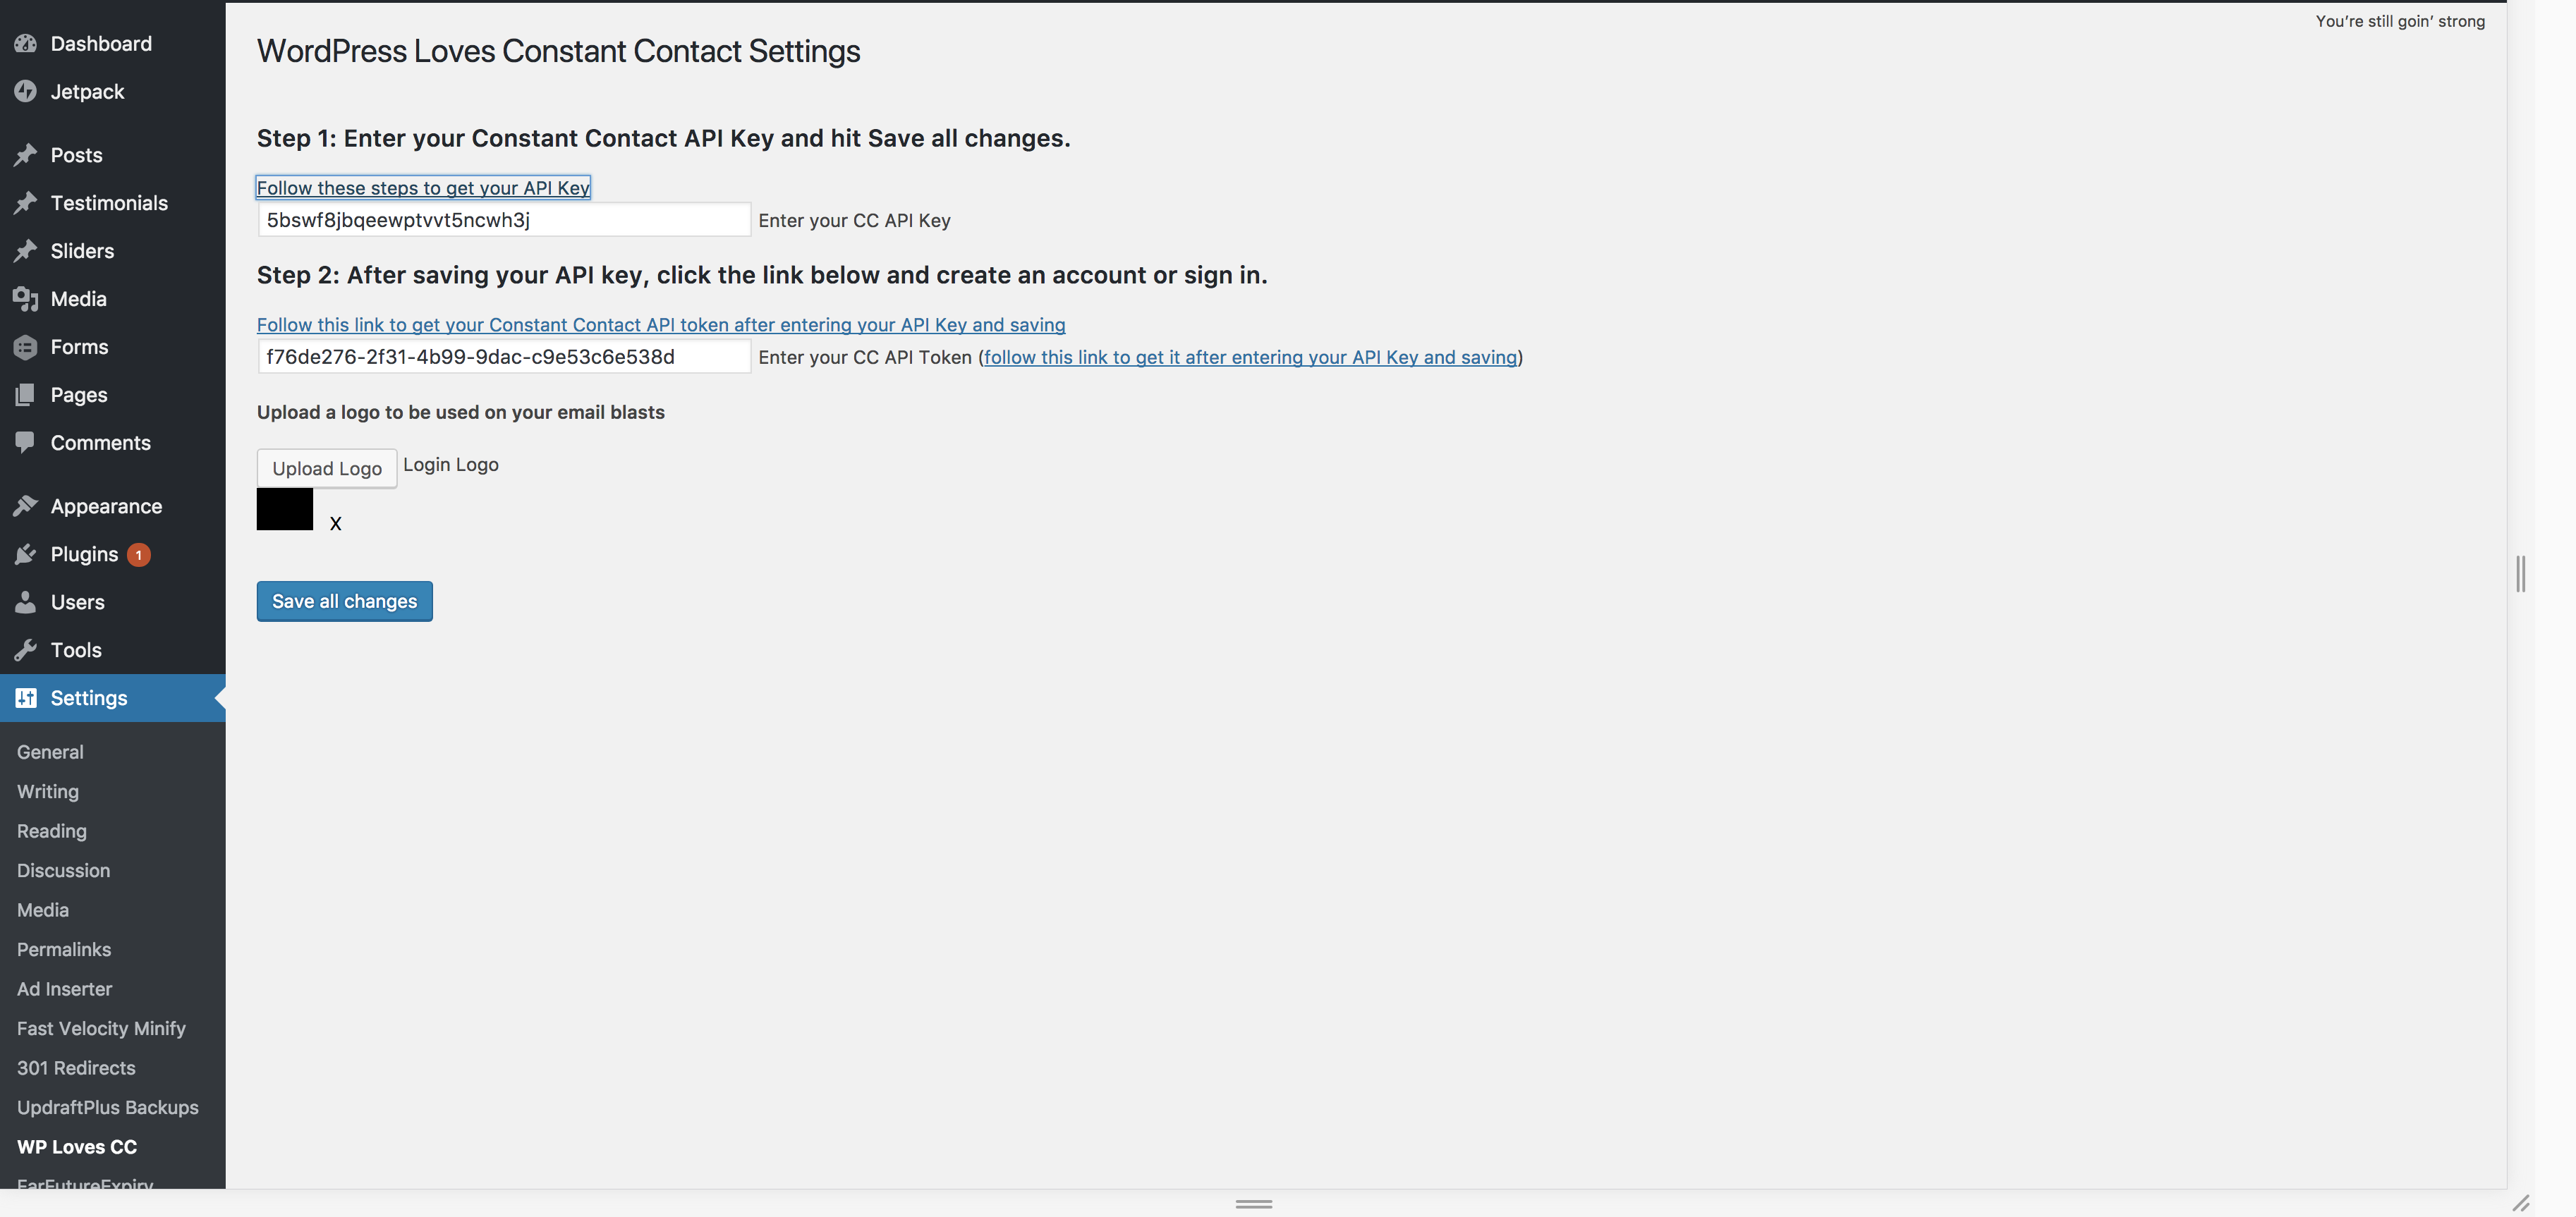 You're still goin' strong
Dashboard
Jetpack
Posts
Testimonials
Sliders
Media
Forms
Pages
Comments
Appearance
Plugins 1
Users
Tools
Settings
General
Writing
Reading
Discussion
Media
Permalinks
Ad Inserter
Fast Velocity Minify
301 Redirects
UpdraftPlus Backups
WP Loves CC
FarFutureExpiry
WordPress Loves Constant Contact Settings
Step 1: Enter your Constant Contact API Key and hit Save all changes.
Follow these steps to get your API Key
5bswf8jbqeewptvvt5ncwh3j Enter your CC API Key
Step 2: After saving your API key, click the link below and create an account or sign in.
Follow this link to get your Constant Contact API token after entering your API Key and saving
f76de276-2f31-4b99-9dac-c9e53c6e538d Enter your CC API Token (follow this link to get it after entering your API Key and saving)
Upload a logo to be used on your email blasts
Upload Logo Login Logo
X
Save all changes